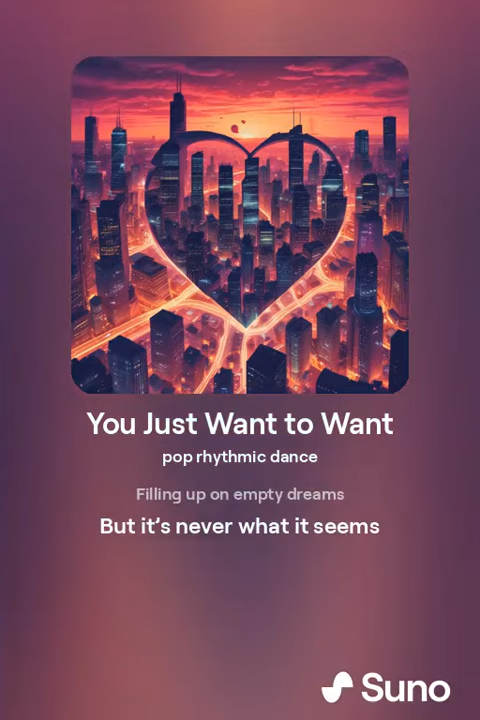 You Just Want to Want
pop rhythmic dance
Filling up on empty dreams
But it’s never what it seems
Suno